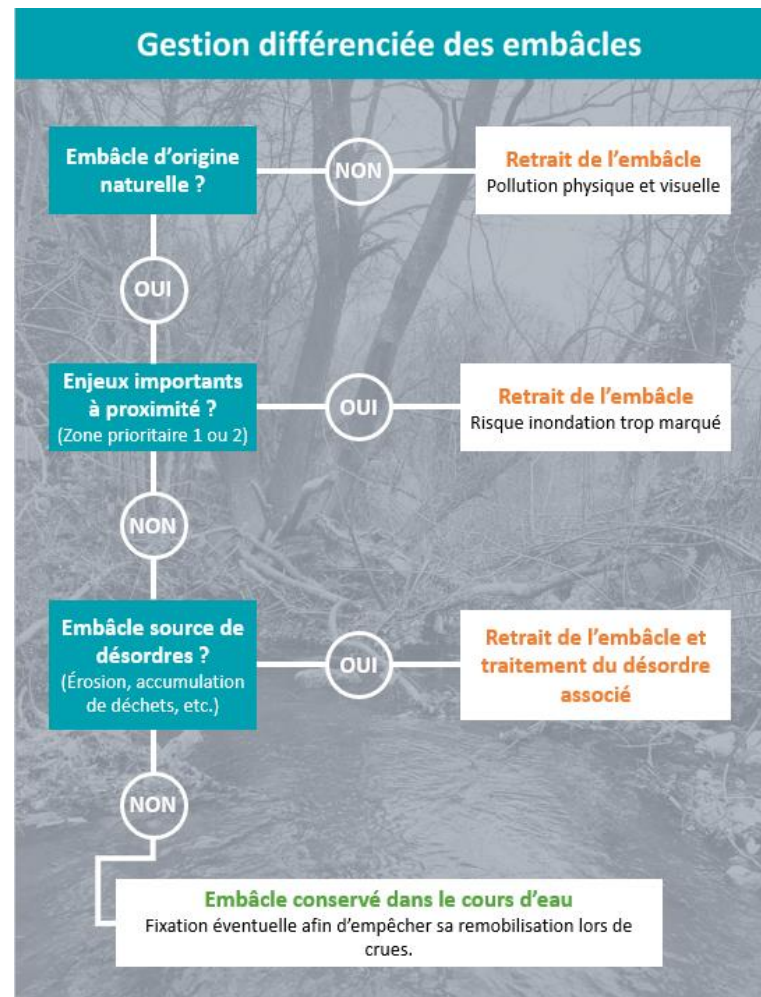 Gestion différenciée des embâcles
Embâcle d'origine
naturelle ?
NON
Retrait de l'embâcle
Pollution physique et visuelle
OUI
Enjeux importants
à proximité ?
(Zone prioritaire 1 ou 2)
OUI
Retrait de l'embâcle
Risque inondation trop marqué
NON
Embâcle source de
désordres ?
(Érosion, accumulation
de déchets, etc.)
OUI
Retrait de l'embâcle et
traitement du désordre
associé
NON
Embâcle conservé dans le cours d'eau
Fixation éventuelle afin d'empêcher sa remobilisation lors de
crues.